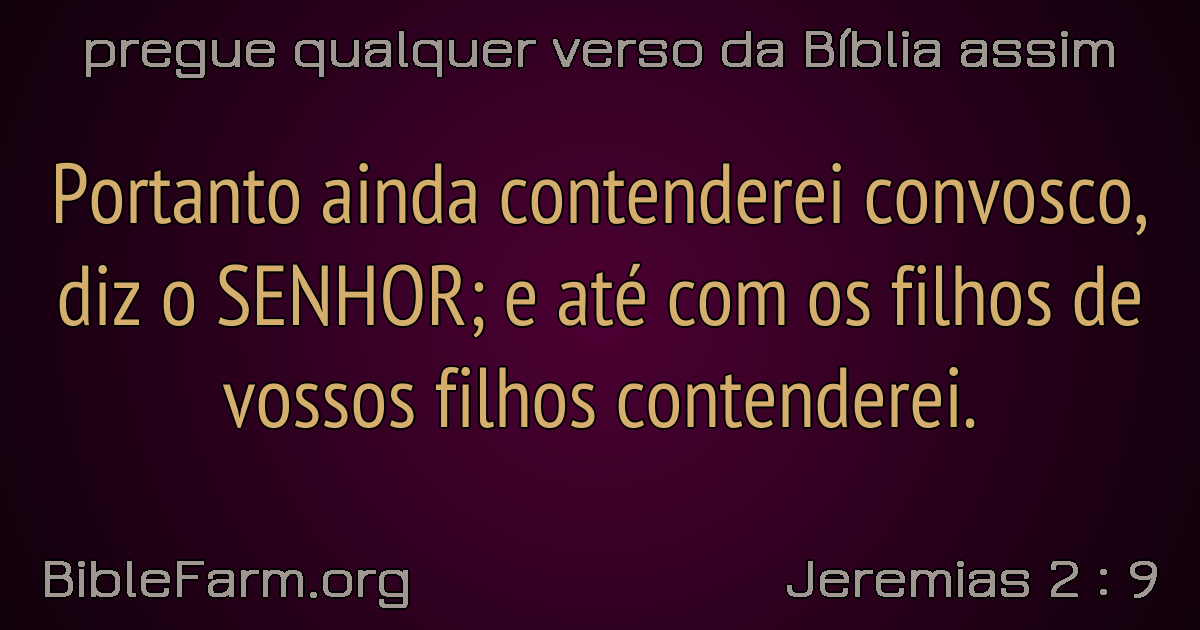 pregue qualquer verso da Bíblia assim
Portanto ainda contenderei convosco,
diz o SENHOR; e até com os filhos de
vossos filhos contenderei.
BibleFarm.org
Jeremias 2 : 9